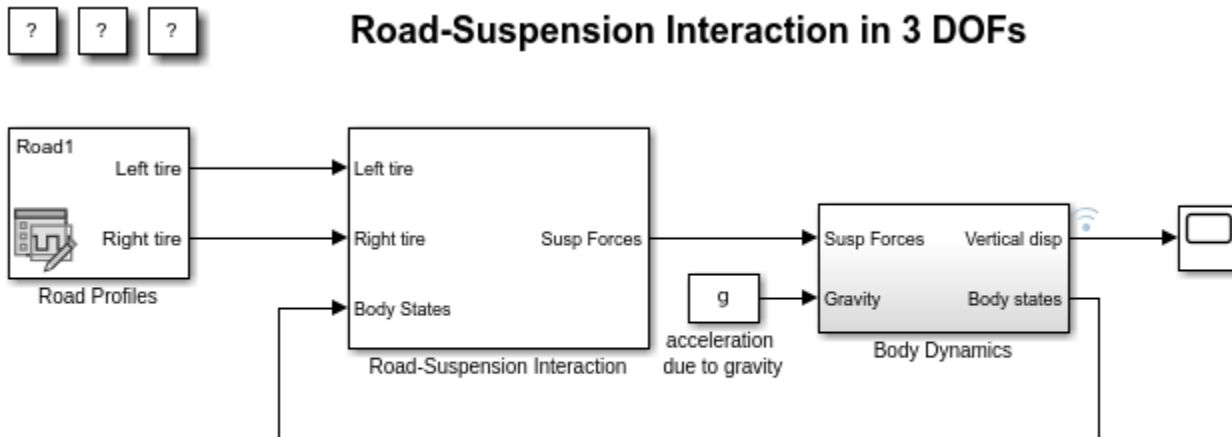 ? ? ?
Road-Suspension Interaction in 3 DOFs
Road1
Left tire
Right tire
Road Profiles
Left tire
Right tire
Body States
Susp Forces
Road-Suspension Interaction
g
acceleration
due to gravity
Susp Forces
Gravity
Vertical disp
Body states
Body Dynamics